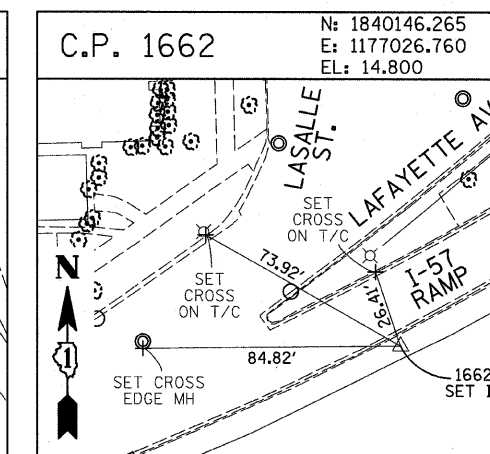 C.P. 1662
N: 1840146.265
E: 1177026.760
EL: 14.800
LASALLE
ST.
LAFAYETTE
SET
CROSS
ON T/C
I-57
RAMP
73.92'
26.41'
SET
CROSS
ON T/C
N
1
84.82'
SET CROSS
EDGE MH
1662
SET